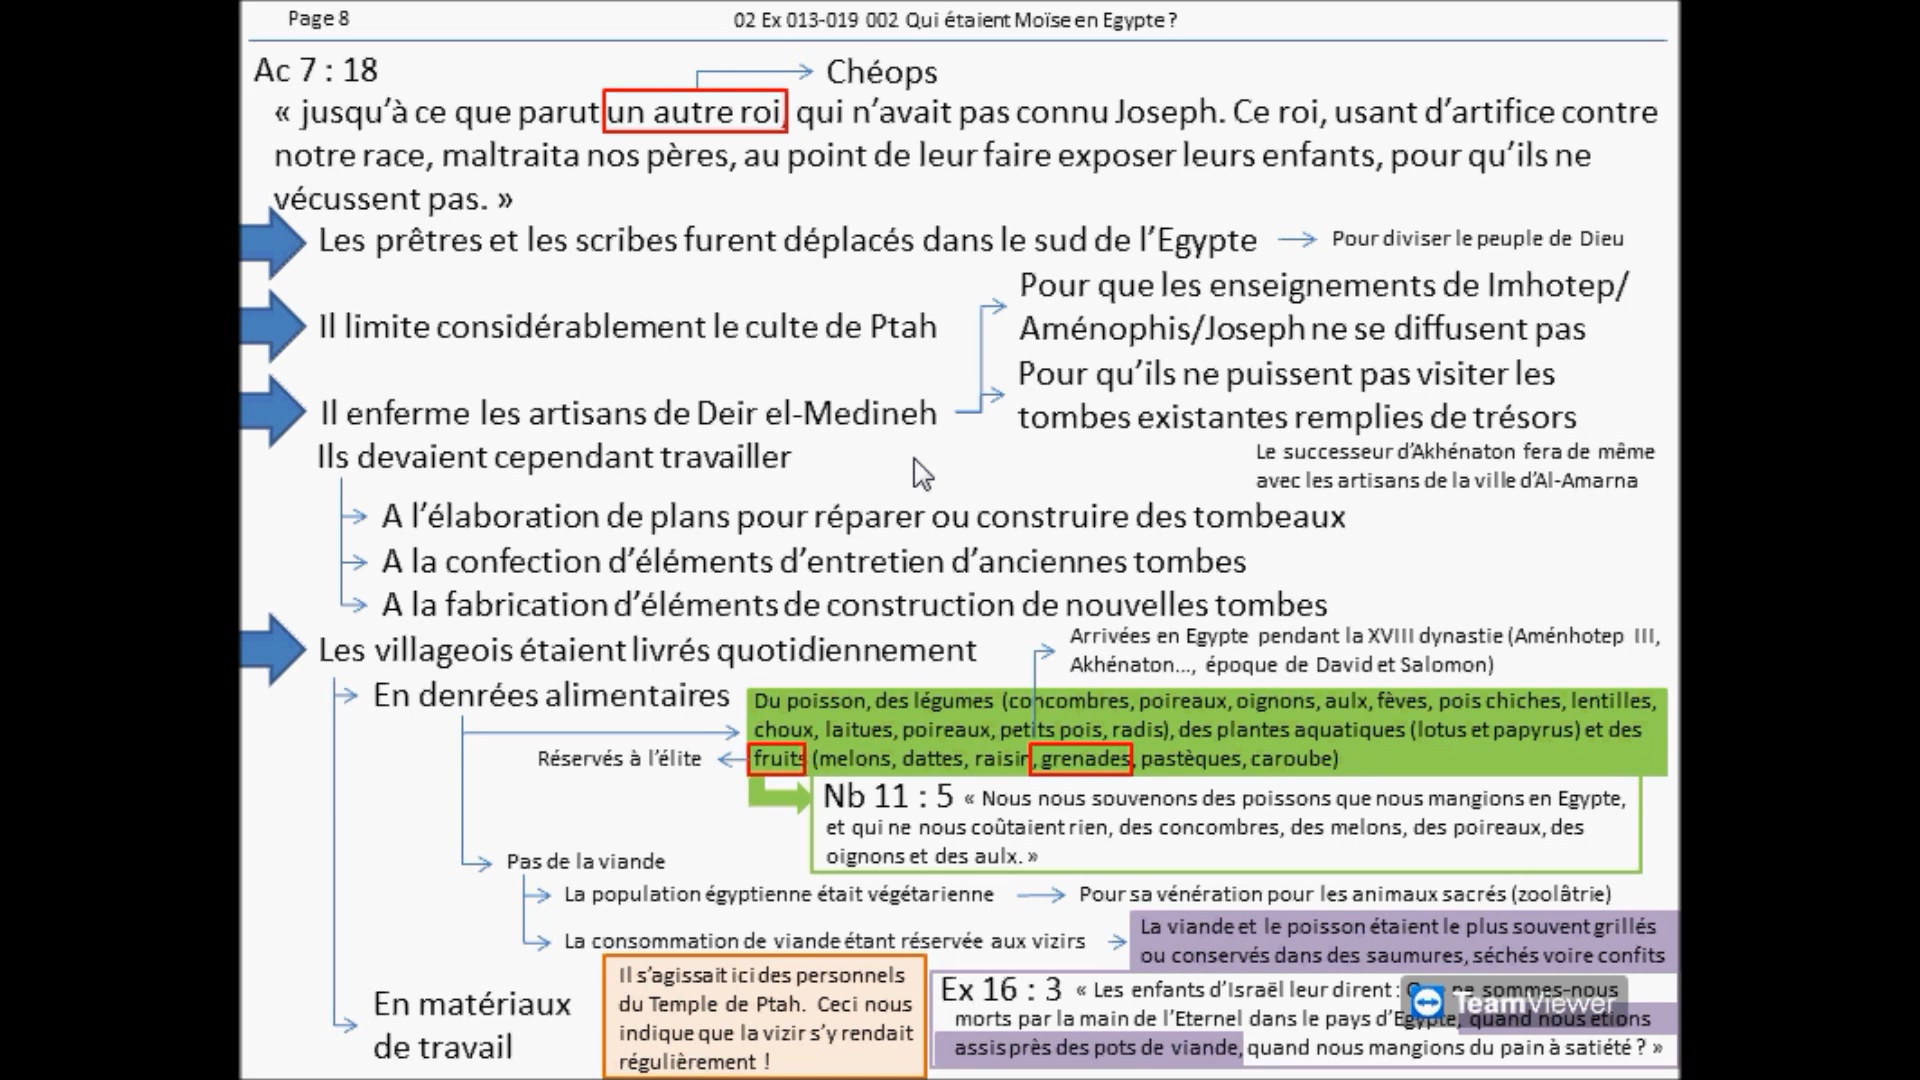 Page 8
02 Ex 013-019 002 Qui étaient Moïse en Egypte ?
Ac 7 : 18
Chéops
« jusqu'à ce que parut un autre roi, qui n'avait pas connu Joseph. Ce roi, usant d'artifice contre
notre race, maltraita nos pères, au point de leur faire exposer leurs enfants, pour qu'ils ne
vécussent pas. »
Les prêtres et les scribes furent déplacés dans le sud de l'Egypte
Pour diviser le peuple de Dieu
Il limite considérablement le culte de Ptah
Pour que les enseignements de Imhotep/
Aménophis/Joseph ne se diffusent pas
Il enferme les artisans de Deir el-Medineh
Pour qu'ils ne puissent pas visiter les
tombes existantes remplies de trésors
Ils devaient cependant travailler
Le successeur d'Akhénaton fera de même
avec les artisans de la ville d'Al-Amarna
A l'élaboration de plans pour réparer ou construire des tombeaux
A la confection d'éléments d'entretien d'anciennes tombes
A la fabrication d'éléments de construction de nouvelles tombes
Les villageois étaient livrés quotidiennement
Arrivées en Egypte pendant la XVIII dynastie (Aménhotep III,
Akhénaton..., époque de David et Salomon)
En denrées alimentaires
Du poisson, des légumes (concombres, poireaux, oignons, aulx, fèves, pois chiches, lentilles,
choux, laitues, poireaux, petits pois, radis), des plantes aquatiques (lotus et papyrus) et des
fruits (melons, dattes, raisin, grenades, pastèques, caroube)
Réservés à l'élite
Nb 11 : 5 « Nous nous souvenons des poissons que nous mangions en Egypte,
et qui ne nous coûtaient rien, des concombres, des melons, des poireaux, des
oignons et des aulx. »
Pas de la viande
La population égyptienne était végétarienne
Pour sa vénération pour les animaux sacrés (zoolâtrie)
La consommation de viande étant réservée aux vizirs
La viande et le poisson étaient le plus souvent grillés
ou conservés dans des saumures, séchés voire confits
En matériaux
de travail
Il s'agissait ici des personnels
du Temple de Ptah. Ceci nous
indique que la vizir s'y rendait
régulièrement !
Ex 16 : 3 « Les enfants d'Israël leur dirent : ne sommes-nous
morts par la main de l'Eternel dans le pays d'Egypte, quand nous étions
assis près des pots de viande, quand nous mangions du pain à satiété ? »
TeamViewer